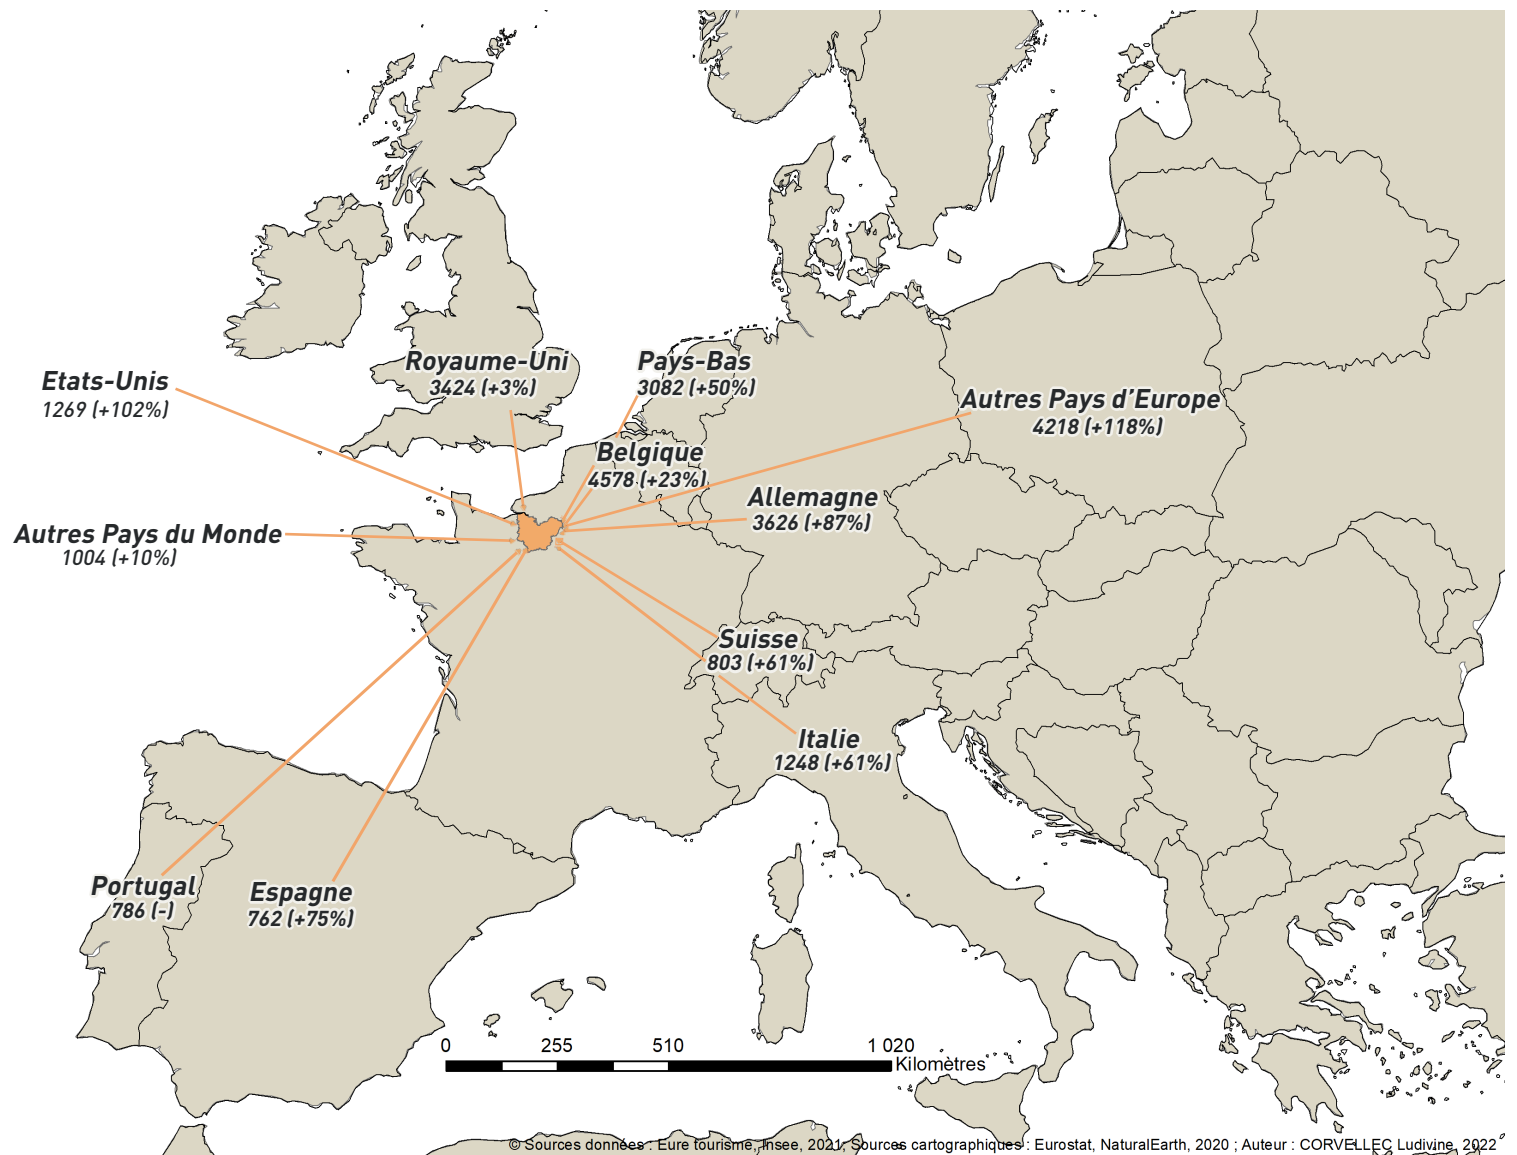 Royaume-Uni
3424 (+3%)
Pays-Bas
3082 (+50%)
Etats-Unis
1269 (+102%)
Autres Pays d'Europe
4218 (+118%)
Belgique
4578 (+23%)
Allemagne
3626 (+87%)
Autres Pays du Monde
1004 (+10%)
Suisse
803 (+61%)
Italie
1248 (+61%)
Portugal
786 (-)
Espagne
762 (+75%)
0 255 510 1 020
Kilomètres
© Sources données : Eure tourisme, Insee, 2021; Sources cartographiques : Eurostat, NaturalEarth, 2020 ; Auteur : CORVELLEC Ludivine, 2022